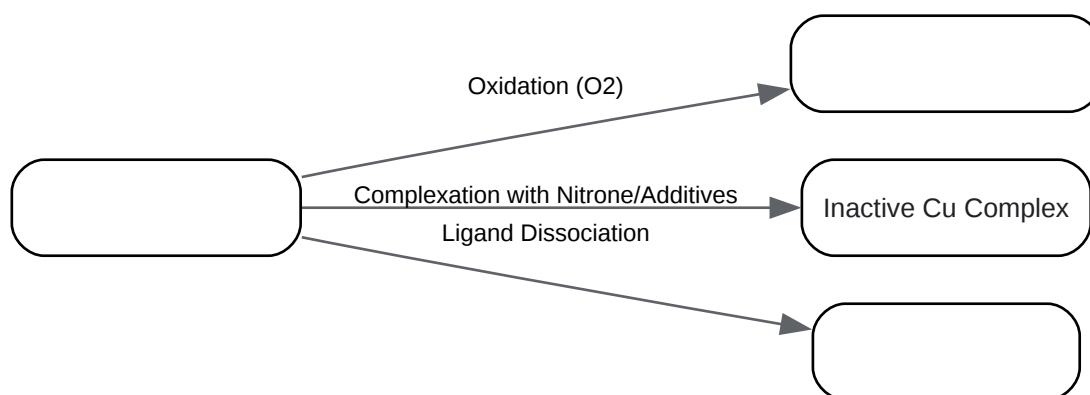 Oxidation (O2)
Complexation with Nitrone/Additives
Inactive Cu Complex
Ligand Dissociation